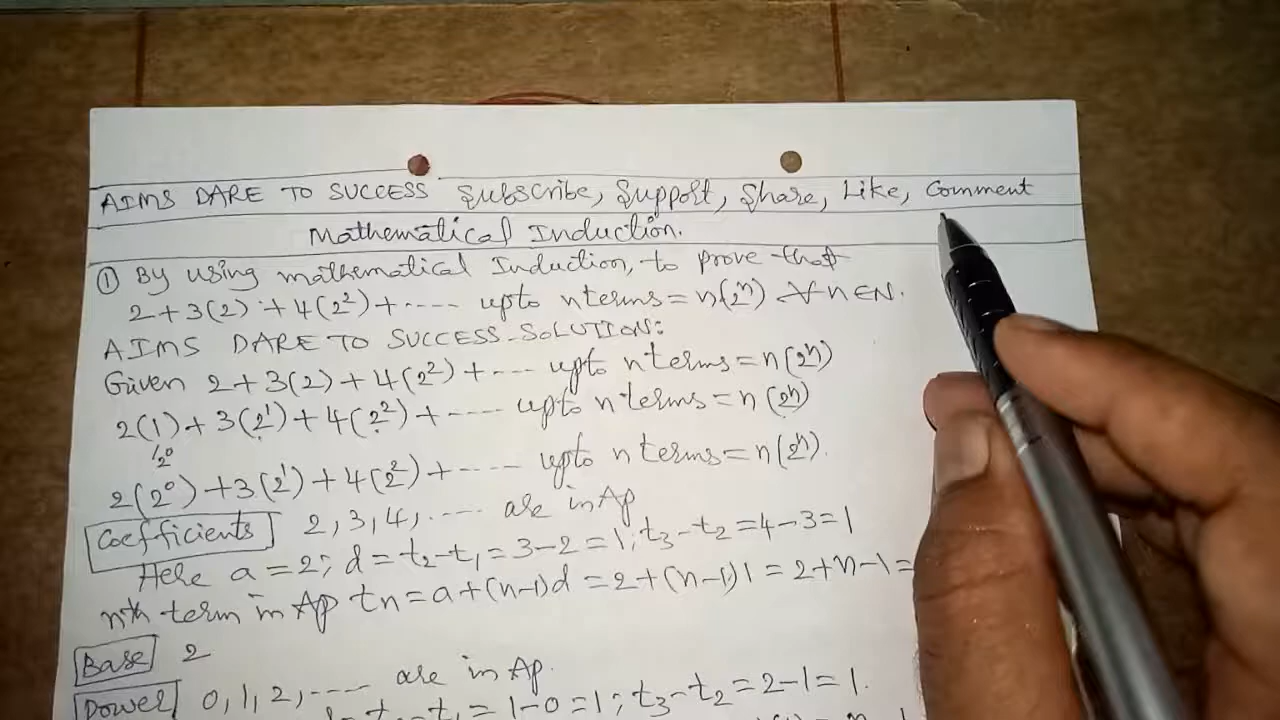 AIMS DARE TO SUCCESS Subscribe, Support, Share, Like, Comment
Mathematical Induction.
① By using mathematical Induction, to prove that
2+3(2)+4(2²)+..... upto n terms = n(2ⁿ) ∀ n∈N.
AIMS DARE TO SUCCESS-SOLUTION:
Given 2+3(2)+4(2²)+.... upto n terms = n(2ⁿ)
2(1)+3(2¹)+4(2²)+..... upto n terms = n(2ⁿ)
2⁰
2(2⁰)+3(2¹)+4(2²)+..... upto n terms = n(2ⁿ).
Coefficients 2, 3, 4, ..... are in Ap
Here a = 2; d = t₂-t₁ = 3-2 = 1; t₃-t₂ = 4-3 = 1
nth term in Ap tn = a+(n-1)d = 2+(n-1)1 = 2+n-1 =
Base 2
Power 0, 1, 2, ..... are in Ap.
= 1-0 = 1; t₃-t₂ = 2-1 = 1.